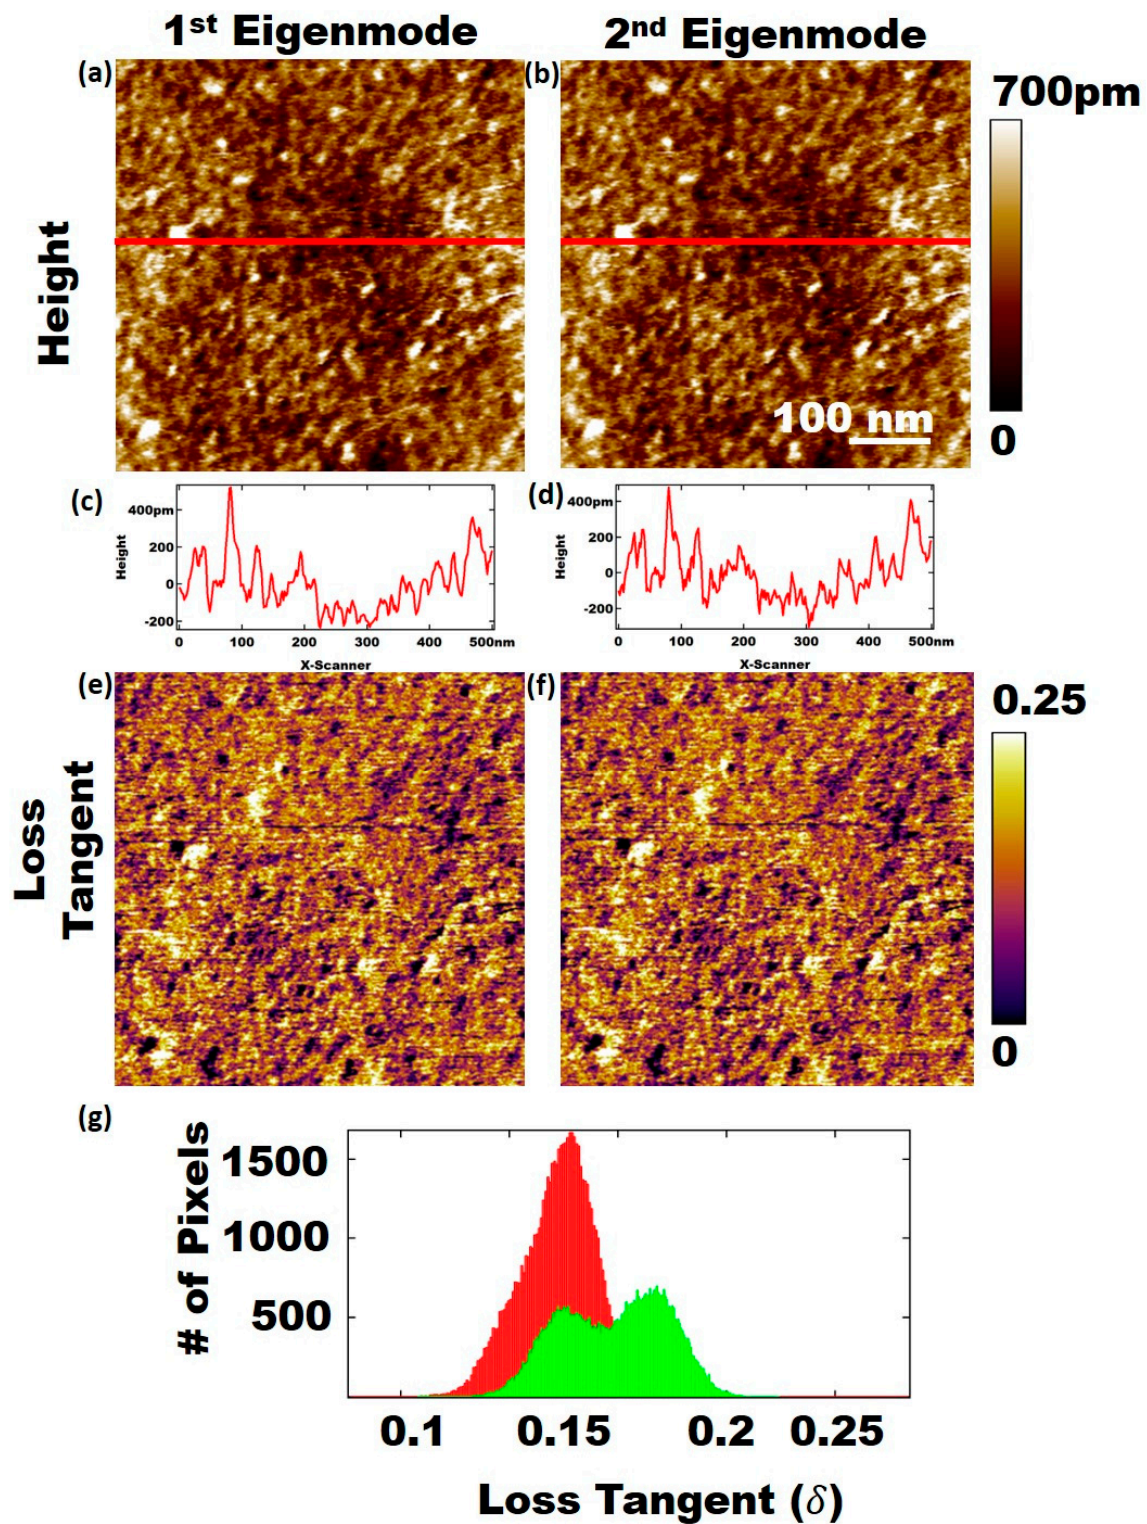 1st Eigenmode
2nd Eigenmode
(a)
(b)
700pm
Height
100 nm
0
(c)
400pm
200
0
-200
Height
0
100
200
300
400
500nm
X-Scanner
(d)
400pm
200
0
-200
Height
0
100
200
300
400
500nm
X-Scanner
(e)
(f)
0.25
Loss
Tangent
0
(g)
# of Pixels
1500
1000
500
0.1
0.15
0.2
0.25
Loss Tangent (δ)